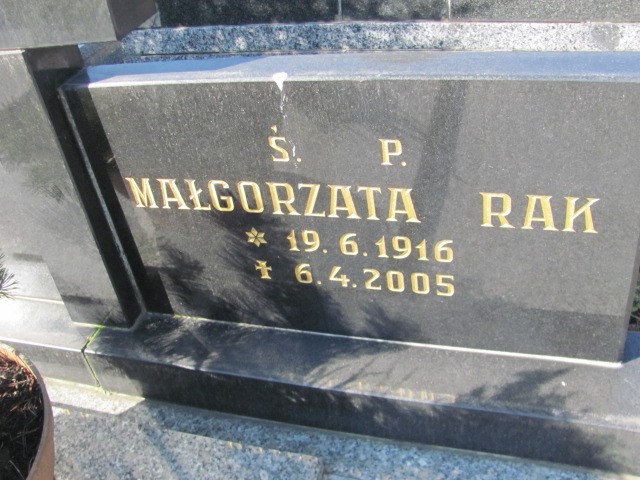 Ś. P.
MAŁGORZATA RAK
* 19.6.1916
✝ 6.4.2005